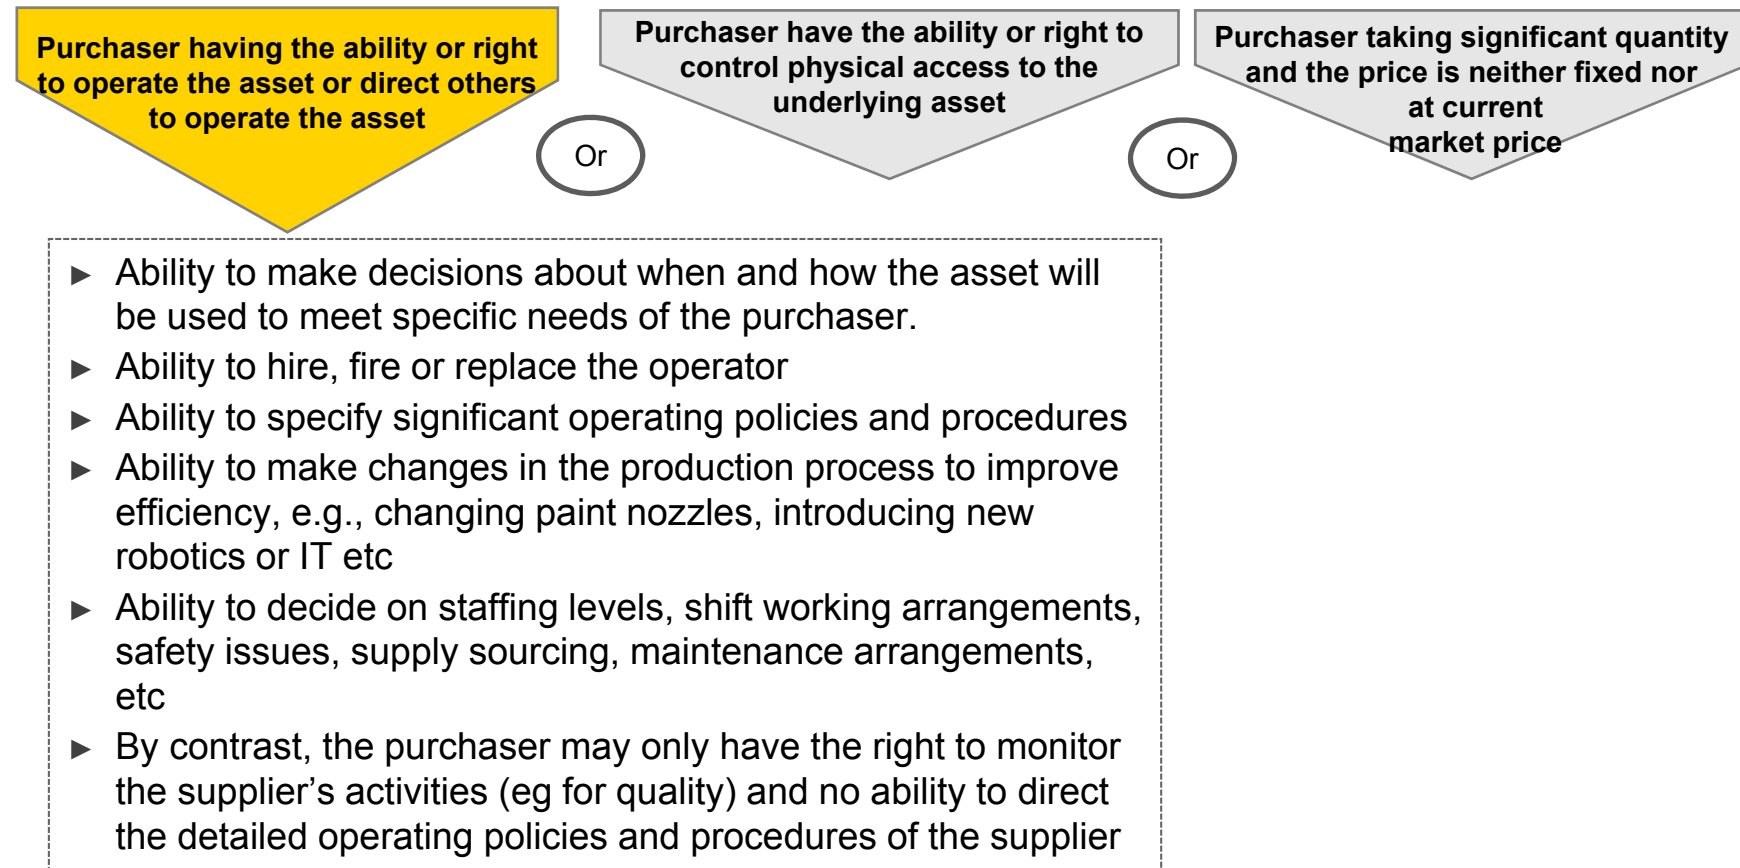 Purchaser having the ability or right
to operate the asset or direct others
to operate the asset
Or
Purchaser have the ability or right to
control physical access to the
underlying asset
Or
Purchaser taking significant quantity
and the price is neither fixed nor
at current
market price
► Ability to make decisions about when and how the asset will
be used to meet specific needs of the purchaser.
► Ability to hire, fire or replace the operator
► Ability to specify significant operating policies and procedures
► Ability to make changes in the production process to improve
efficiency, e.g., changing paint nozzles, introducing new
robotics or IT etc
► Ability to decide on staffing levels, shift working arrangements,
safety issues, supply sourcing, maintenance arrangements,
etc
► By contrast, the purchaser may only have the right to monitor
the supplier’s activities (eg for quality) and no ability to direct
the detailed operating policies and procedures of the supplier